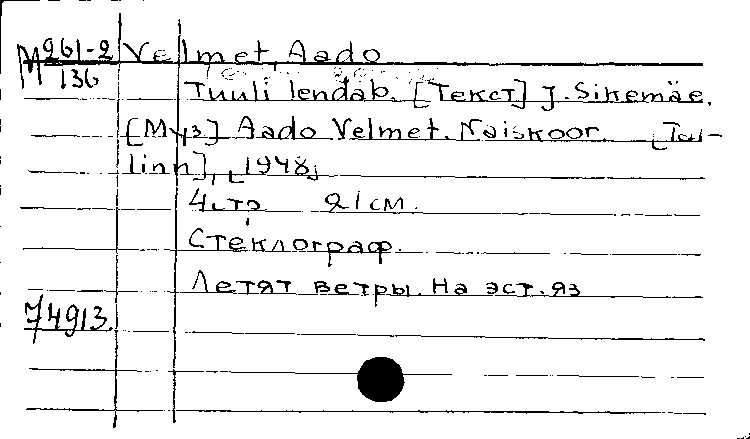 M 261-2 Velmet, Aado
136
Tuuli lendab. [Текст] J. Sikemäe.
[Муз] Aado Velmet. Naiskoor. [Tal-
linn], [1948]
4 стр 21 см.
Стеклограф.
Летят ветры. На эст. яз
74913.